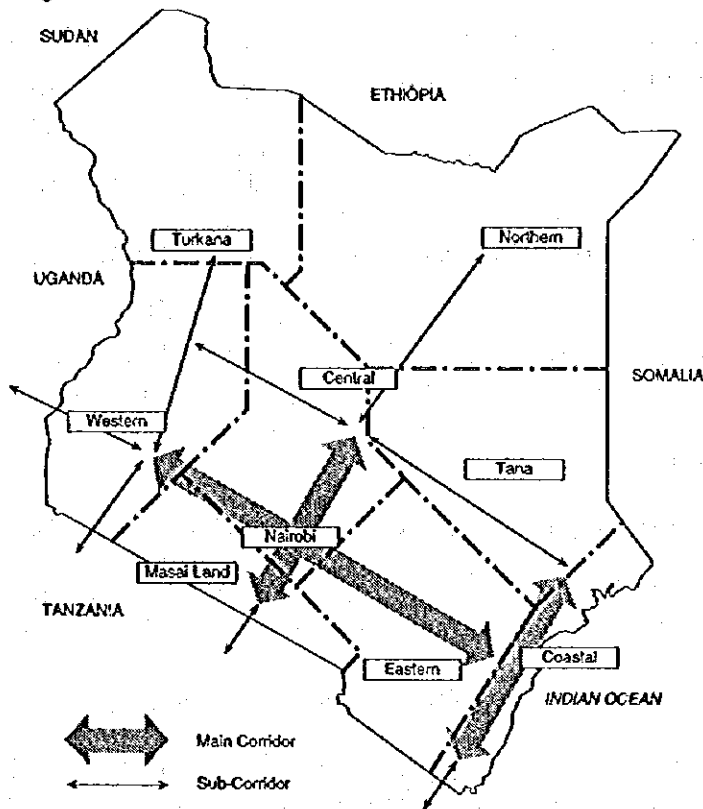 SUDAN
ETHIOPIA
Turkana
Northern
UGANDA
Central
SOMALIA
Western
Tana
Nairobi
Masai Land
TANZANIA
Eastern
Coastal
INDIAN OCEAN
Main Corridor
Sub-Corridor